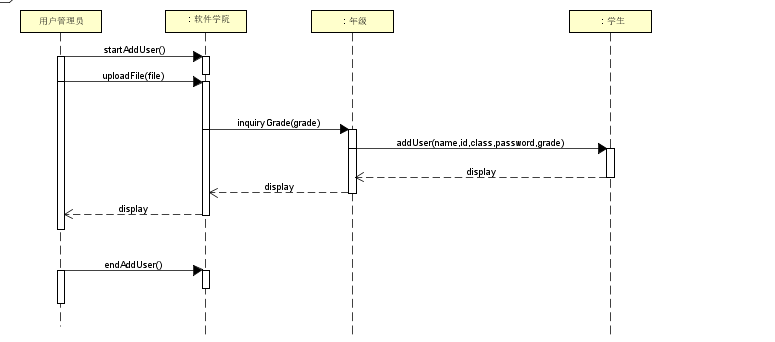 用户管理员
：软件学院
：年级
：学生
startAddUser()
uploadFile(file)
inquiryGrade(grade)
addUser(name,id,class,password,grade)
display
display
display
endAddUser()